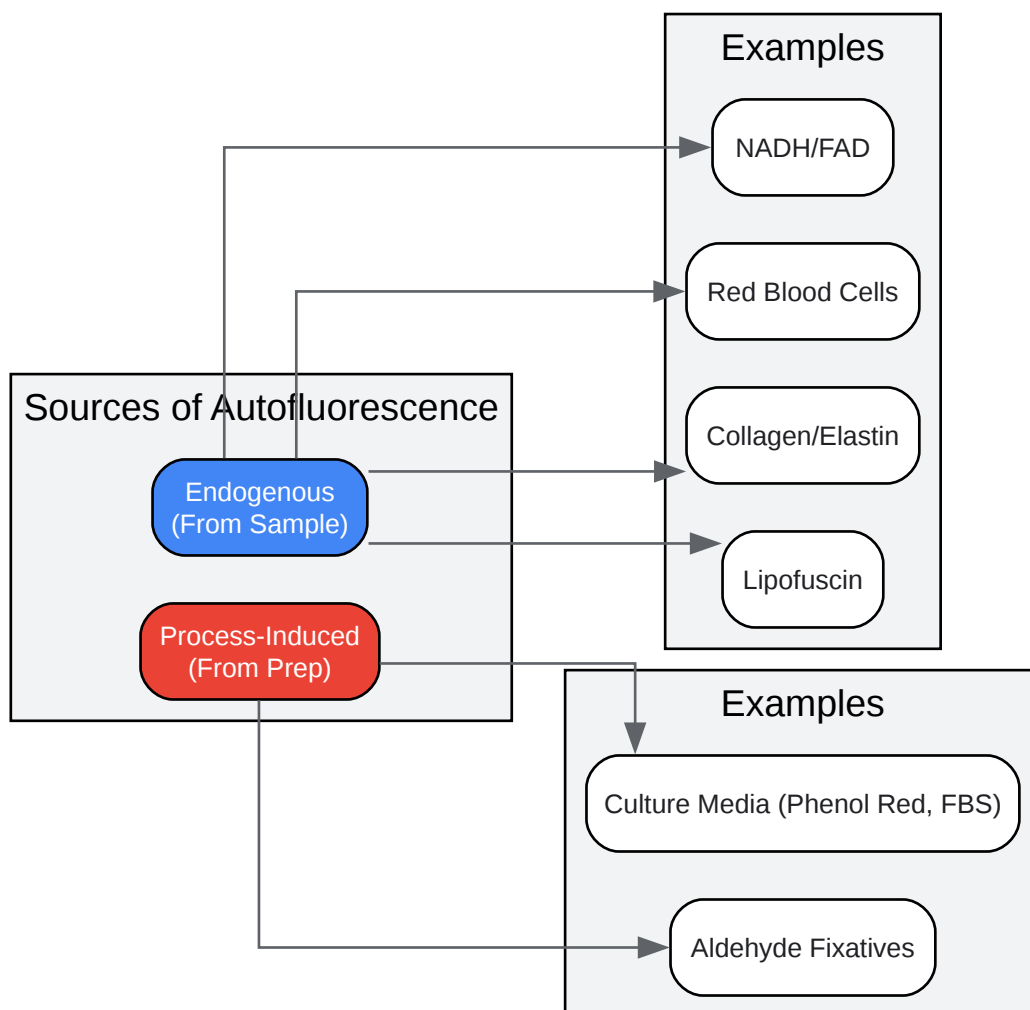 Examples
NADH/FAD
Red Blood Cells
Sources of Autofluorescence
Collagen/Elastin
Endogenous
(From Sample)
Lipofuscin
Process-Induced
(From Prep)
Examples
Culture Media (Phenol Red, FBS)
Aldehyde Fixatives